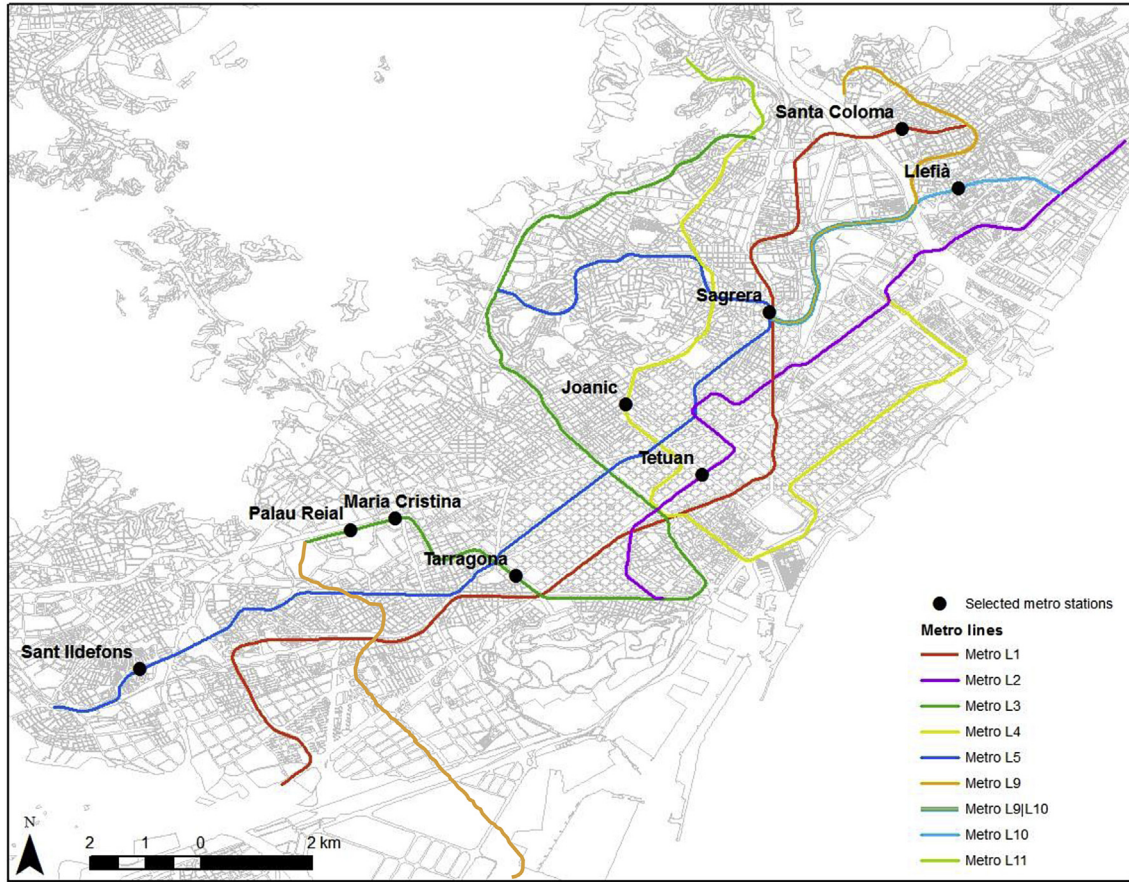 Santa Coloma
Llefià
Sagrera
Joanic
Tetuan
Maria Cristina
Palau Reial
Tarragona
Sant Ildefons
Selected metro stations
Metro lines
Metro L1
Metro L2
Metro L3
Metro L4
Metro L5
Metro L9
Metro L9|L10
Metro L10
Metro L11
N
2 1 0 2 km